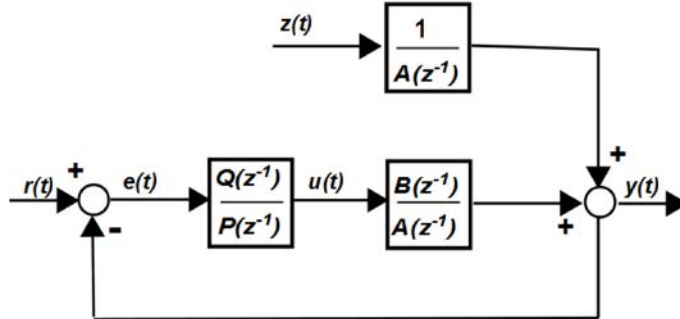 z(t)
1
A(z⁻¹)
+
+
r(t)
e(t)
Q(z⁻¹)
P(z⁻¹)
u(t)
B(z⁻¹)
A(z⁻¹)
+
y(t)
-